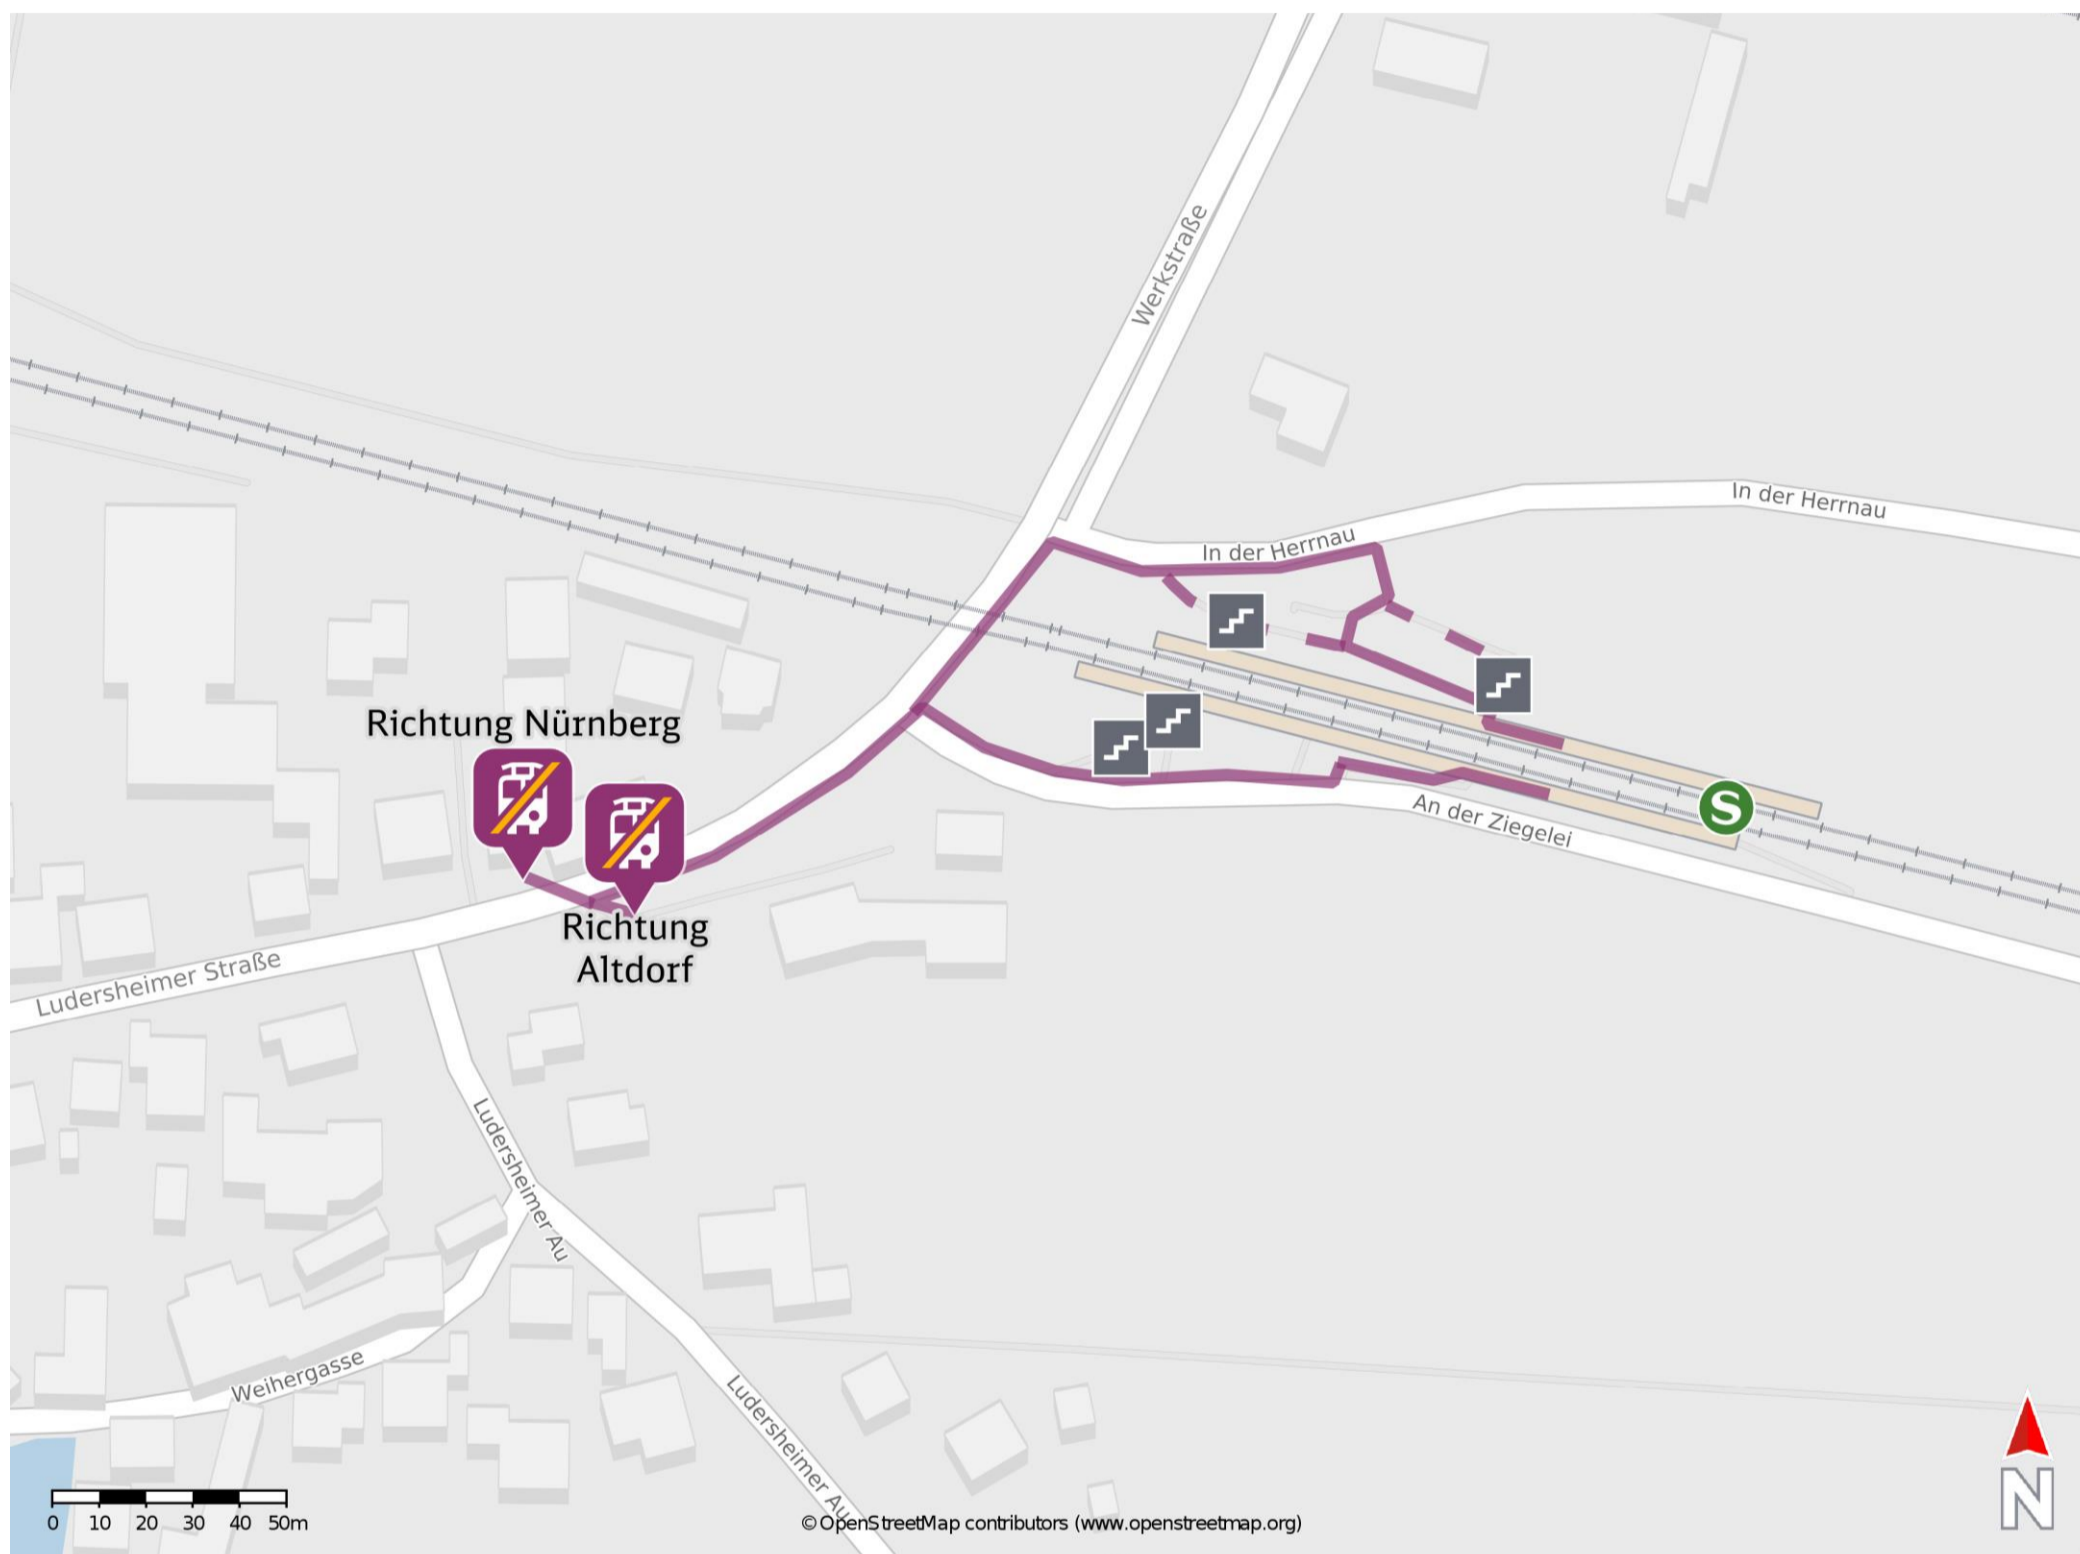 Werkstraße
In der Herrnau
In der Herrnau
Richtung Nürnberg
S
An der Ziegelei
Richtung
Altdorf
Ludersheimer Straße
Ludersheimer Au
Weihergasse
Ludersheimer Au
N
0 10 20 30 40 50m
© OpenStreetMap contributors (www.openstreetmap.org)